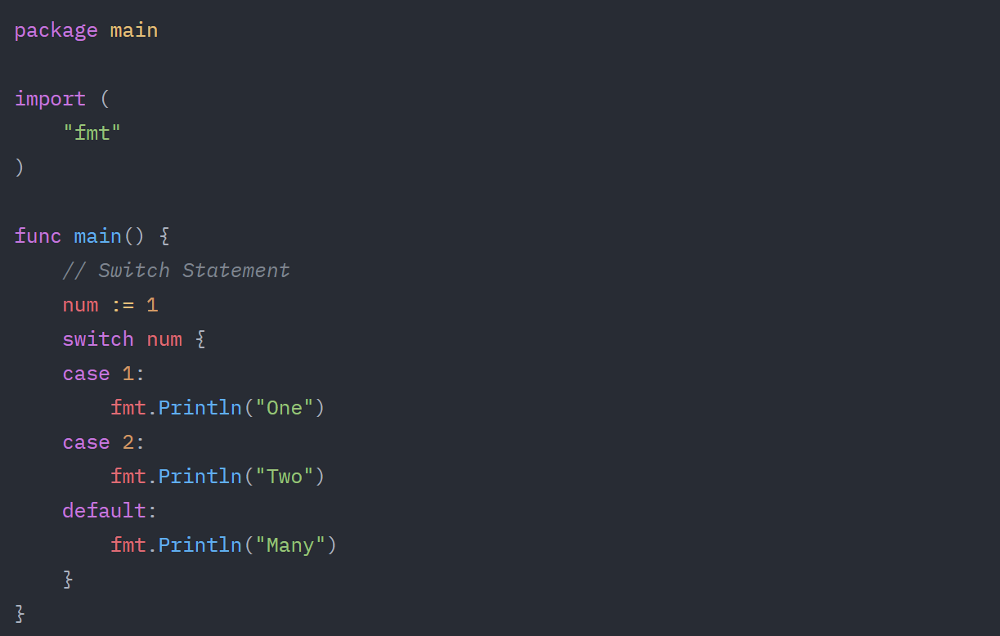 package main
import (
    "fmt"
)
func main() {
    // Switch Statement
    num := 1
    switch num {
    case 1:
        fmt.Println("One")
    case 2:
        fmt.Println("Two")
    default:
        fmt.Println("Many")
    }
}